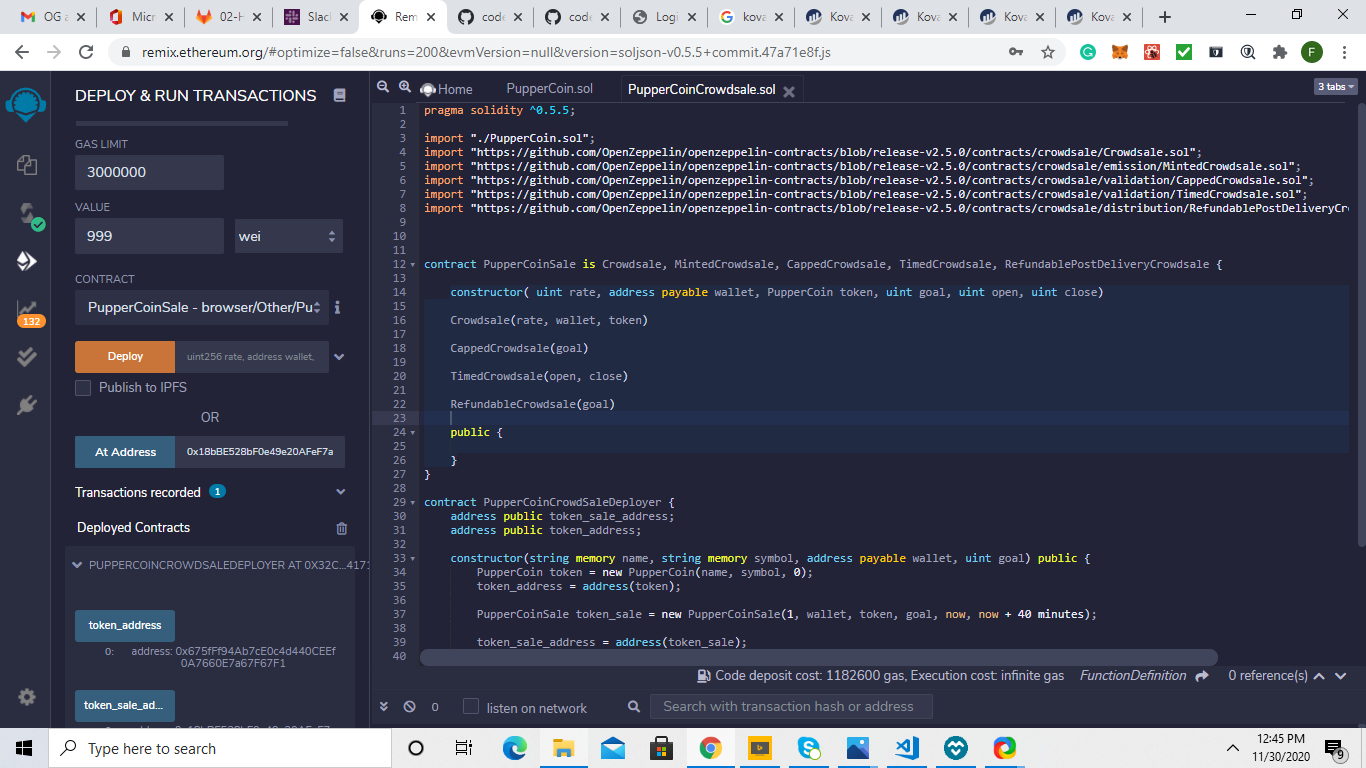 OG a
Micr
02-H
Slac
Rem
code
code
Logi
kova
Kova
Kova
Kova
Kova
remix.ethereum.org/#optimize=false&runs=200&evmVersion=null&version=soljson-v0.5.5+commit.47a71e8f.js
F
DEPLOY & RUN TRANSACTIONS
GAS LIMIT
3000000
VALUE
999
wei
CONTRACT
PupperCoinSale - browser/Other/Pu
Deploy
uint256 rate, address wallet,
Publish to IPFS
OR
At Address
0x18bBE528bF0e49e20AFeF7a
Transactions recorded 1
Deployed Contracts
PUPPERCOINCROWDSALEDEPLOYER AT 0X32C...4171
token_address
0: address: 0x675fFf94Ab7cE0c4d440CEEf
0A7660E7a67F67F1
token_sale_ad...
132
Home
PupperCoin.sol
PupperCoinCrowdsale.sol
3 tabs
1 pragma solidity ^0.5.5;
2
3 import "./PupperCoin.sol";
4 import "https://github.com/OpenZeppelin/openzeppelin-contracts/blob/release-v2.5.0/contracts/crowdsale/Crowdsale.sol";
5 import "https://github.com/OpenZeppelin/openzeppelin-contracts/blob/release-v2.5.0/contracts/crowdsale/emission/MintedCrowdsale.sol";
6 import "https://github.com/OpenZeppelin/openzeppelin-contracts/blob/release-v2.5.0/contracts/crowdsale/validation/CappedCrowdsale.sol";
7 import "https://github.com/OpenZeppelin/openzeppelin-contracts/blob/release-v2.5.0/contracts/crowdsale/validation/TimedCrowdsale.sol";
8 import "https://github.com/OpenZeppelin/openzeppelin-contracts/blob/release-v2.5.0/contracts/crowdsale/distribution/RefundablePostDeliveryCr
9
10
11
12 contract PupperCoinSale is Crowdsale, MintedCrowdsale, CappedCrowdsale, TimedCrowdsale, RefundablePostDeliveryCrowdsale {
13
14 constructor( uint rate, address payable wallet, PupperCoin token, uint goal, uint open, uint close)
15
16 Crowdsale(rate, wallet, token)
17
18 CappedCrowdsale(goal)
19
20 TimedCrowdsale(open, close)
21
22 RefundableCrowdsale(goal)
23
24 public {
25
26 }
27 }
28
29 contract PupperCoinCrowdSaleDeployer {
30 address public token_sale_address;
31 address public token_address;
32
33 constructor(string memory name, string memory symbol, address payable wallet, uint goal) public {
34 PupperCoin token = new PupperCoin(name, symbol, 0);
35 token_address = address(token);
36
37 PupperCoinSale token_sale = new PupperCoinSale(1, wallet, token, goal, now, now + 40 minutes);
38
39 token_sale_address = address(token_sale);
40
Code deposit cost: 1182600 gas, Execution cost: infinite gas
FunctionDefinition
0 reference(s)
0
listen on network
Search with transaction hash or address
Type here to search
12:45 PM
11/30/2020
9